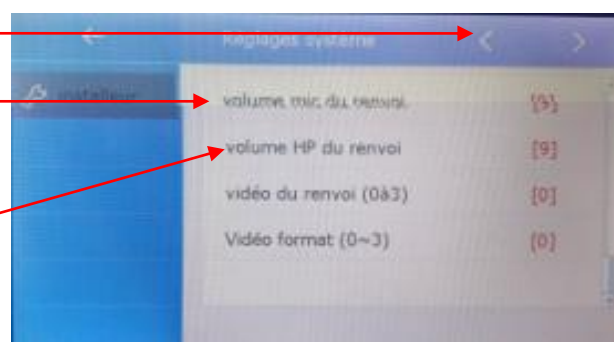 Réglages système
installeur
volume mic du renvoi [9]
volume HP du renvoi [9]
vidéo du renvoi (0à3) [0]
Vidéo format (0~3) [0]